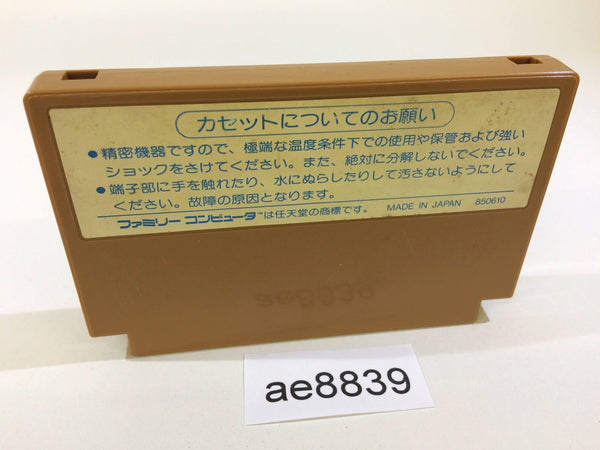 カセットについてのお願い
●精密機器ですので、極端な温度条件下での使用や保管および強い
ショックをさけてください。また、絶対に分解しないでください。
●端子部に手を触れたり、水にぬらしたりして汚さないようにして
ください。故障の原因となります。
ファミリー コンピュータ™は任天堂の商標です。 MADE IN JAPAN 850610
ae8839